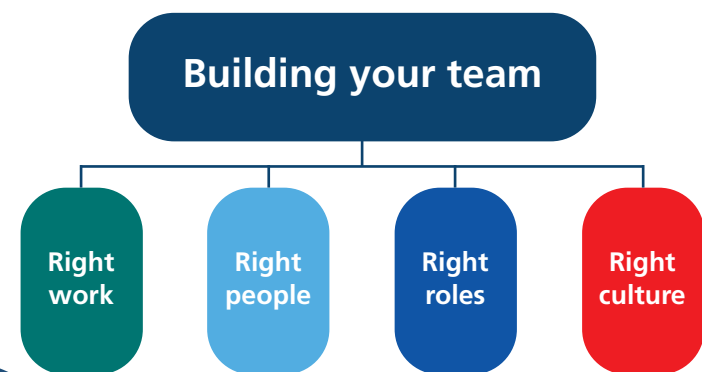 Building your team
Right
work
Right
people
Right
roles
Right
culture